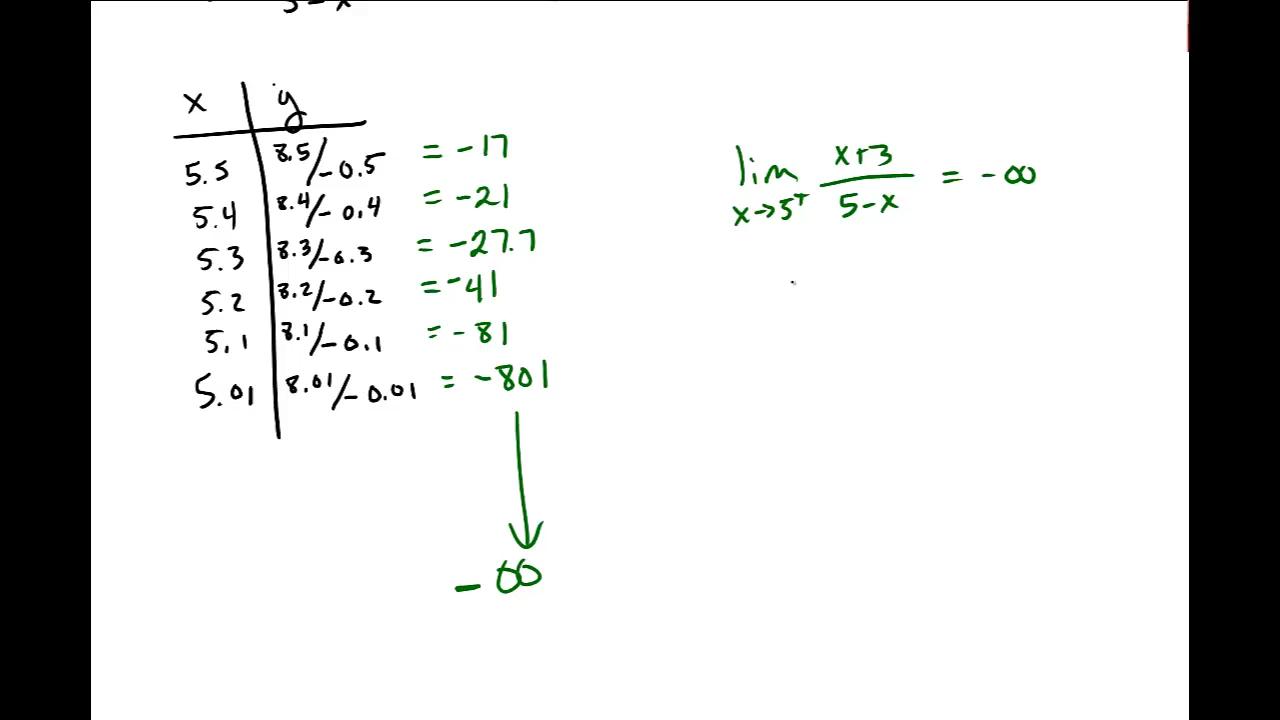 5-x
x y
5.5 8.5/-0.5 = -17
5.4 8.4/-0.4 = -21
5.3 8.3/-0.3 = -27.7
5.2 8.2/-0.2 = -41
5.1 8.1/-0.1 = -81
5.01 8.01/-0.01 = -801
-∞
lim x+3
x→5⁺ 5-x = -∞